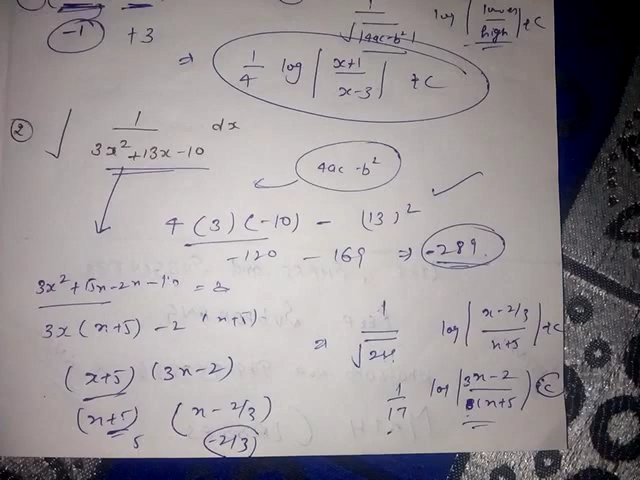 -1 + 3
1
√|4ac-b²|
log | lower / high | + C
⇒ 1/4 log | x+1 / x-3 | + C
② ∫ 1 / 3x²+13x-10 dx
4ac -b²
4(3)(-10) - (13)²
-120 - 169 ⇒ -289
3x²+15x-2x-10
3x(x+5) -2(x+5)
(x+5) (3x-2)
(x+5) (x-2/3)
5 -2/3
⇒ 1/√289 log | x-2/3 / x+5 | + C
1/17 log | 3x-2 / 3(x+5) | C